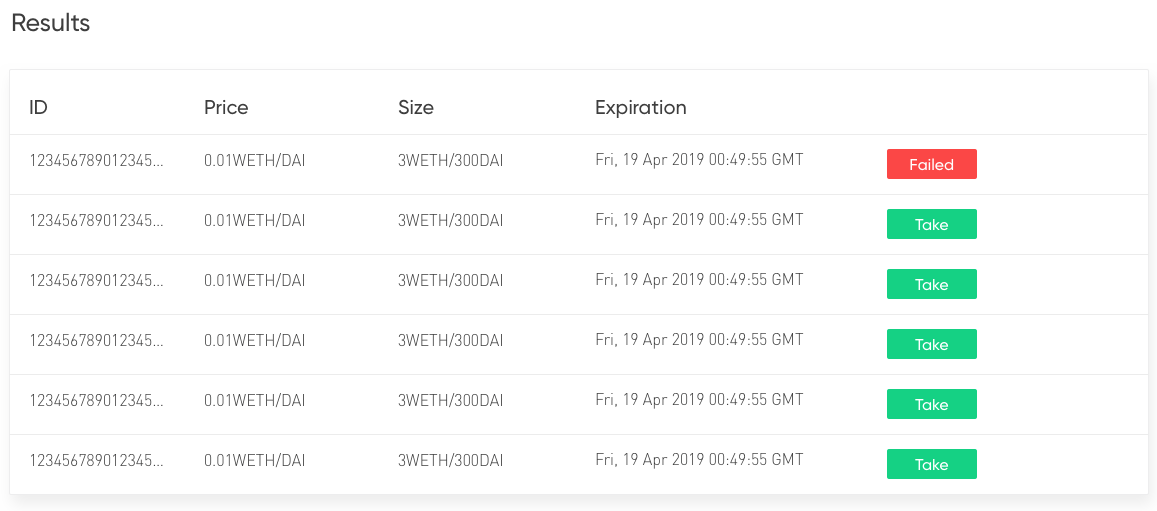 Results
ID Price Size Expiration
123456789012345... 0.01WETH/DAI 3WETH/300DAI Fri, 19 Apr 2019 00:49:55 GMT Failed
123456789012345... 0.01WETH/DAI 3WETH/300DAI Fri, 19 Apr 2019 00:49:55 GMT Take
123456789012345... 0.01WETH/DAI 3WETH/300DAI Fri, 19 Apr 2019 00:49:55 GMT Take
123456789012345... 0.01WETH/DAI 3WETH/300DAI Fri, 19 Apr 2019 00:49:55 GMT Take
123456789012345... 0.01WETH/DAI 3WETH/300DAI Fri, 19 Apr 2019 00:49:55 GMT Take
123456789012345... 0.01WETH/DAI 3WETH/300DAI Fri, 19 Apr 2019 00:49:55 GMT Take